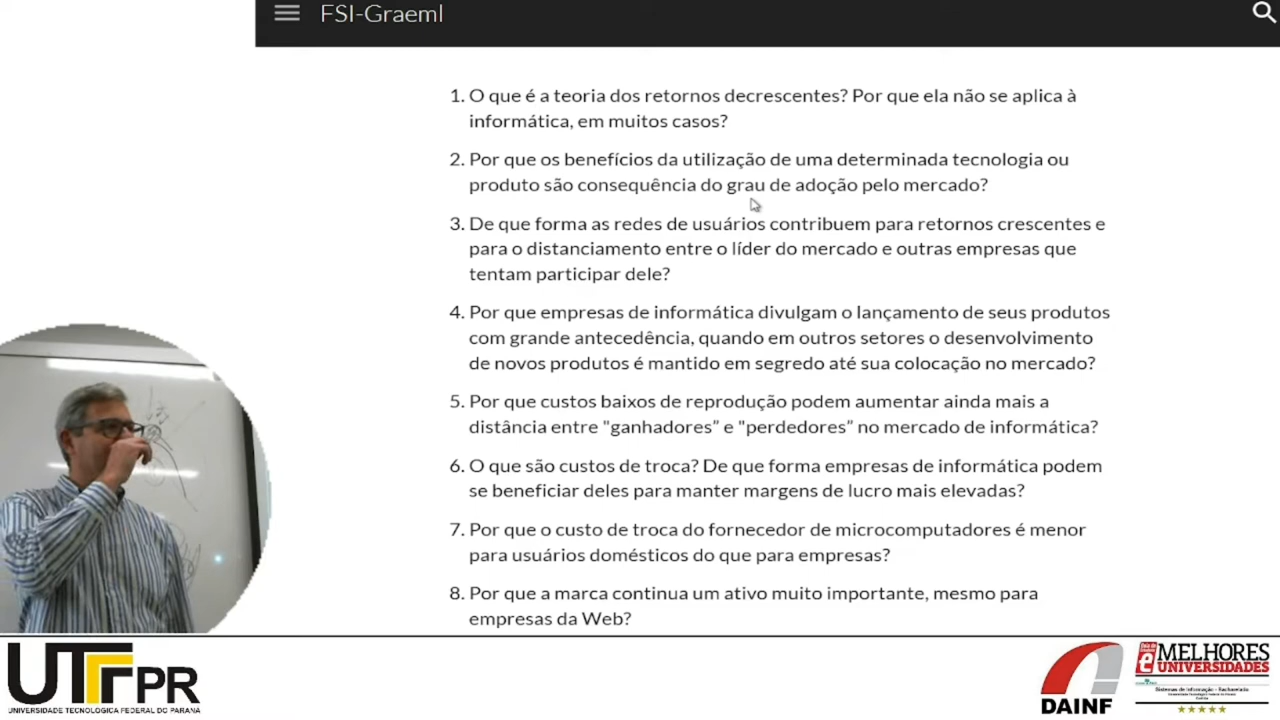 FSI-Graeml
1. O que é a teoria dos retornos decrescentes? Por que ela não se aplica à
informática, em muitos casos?
2. Por que os benefícios da utilização de uma determinada tecnologia ou
produto são consequência do grau de adoção pelo mercado?
3. De que forma as redes de usuários contribuem para retornos crescentes e
para o distanciamento entre o líder do mercado e outras empresas que
tentam participar dele?
4. Por que empresas de informática divulgam o lançamento de seus produtos
com grande antecedência, quando em outros setores o desenvolvimento
de novos produtos é mantido em segredo até sua colocação no mercado?
5. Por que custos baixos de reprodução podem aumentar ainda mais a
distância entre "ganhadores” e "perdedores” no mercado de informática?
6. O que são custos de troca? De que forma empresas de informática podem
se beneficiar deles para manter margens de lucro mais elevadas?
7. Por que o custo de troca do fornecedor de microcomputadores é menor
para usuários domésticos do que para empresas?
8. Por que a marca continua um ativo muito importante, mesmo para
empresas da Web?
UTFPR
UNIVERSIDADE TECNOLÓGICA FEDERAL DO PARANÁ
DAINF
MELHORES
UNIVERSIDADES
Sistemas de Informação - Bacharelado